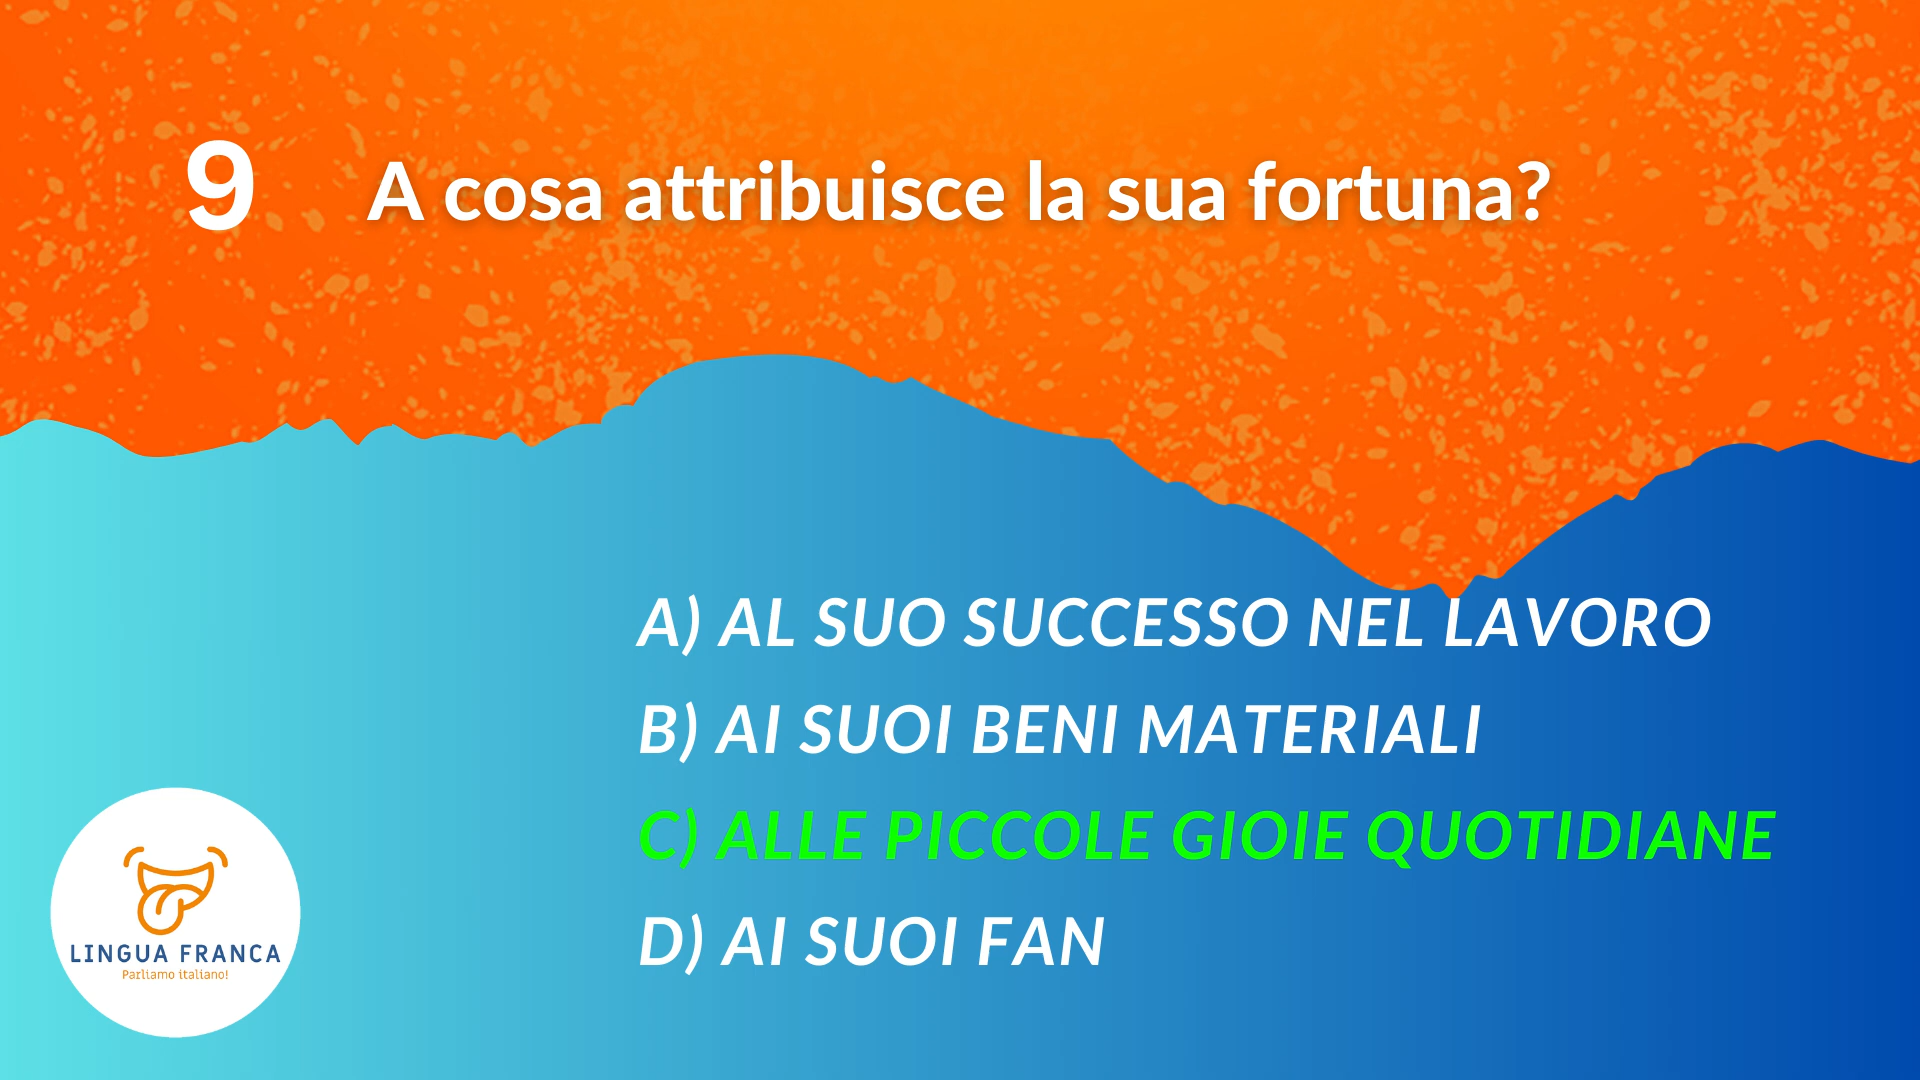 9 A cosa attribuisce la sua fortuna?
A) AL SUO SUCCESSO NEL LAVORO
B) AI SUOI BENI MATERIALI
C) ALLE PICCOLE GIOIE QUOTIDIANE
D) AI SUOI FAN
LINGUA FRANCA
Parliamo italiano!